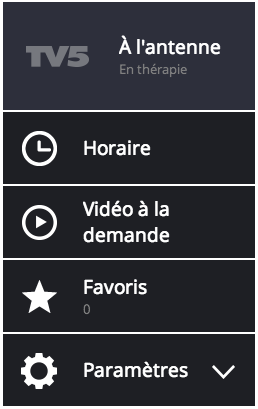 TV5
À l'antenne
En thérapie
Horaire
Vidéo à la
demande
Favoris
0
Paramètres